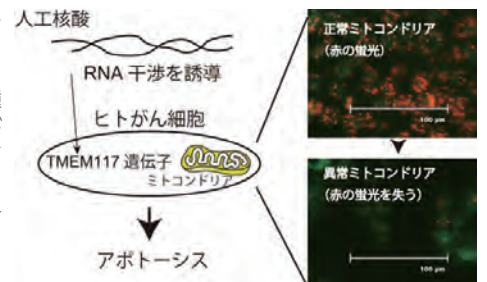 人工核酸
RNA 干渉を誘導
ヒトがん細胞
TMEM117 遺伝子
ミトコンドリア
アポトーシス
正常ミトコンドリア
(赤の蛍光)
100 μm
異常ミトコンドリア
(赤の蛍光を失う)
100 μm